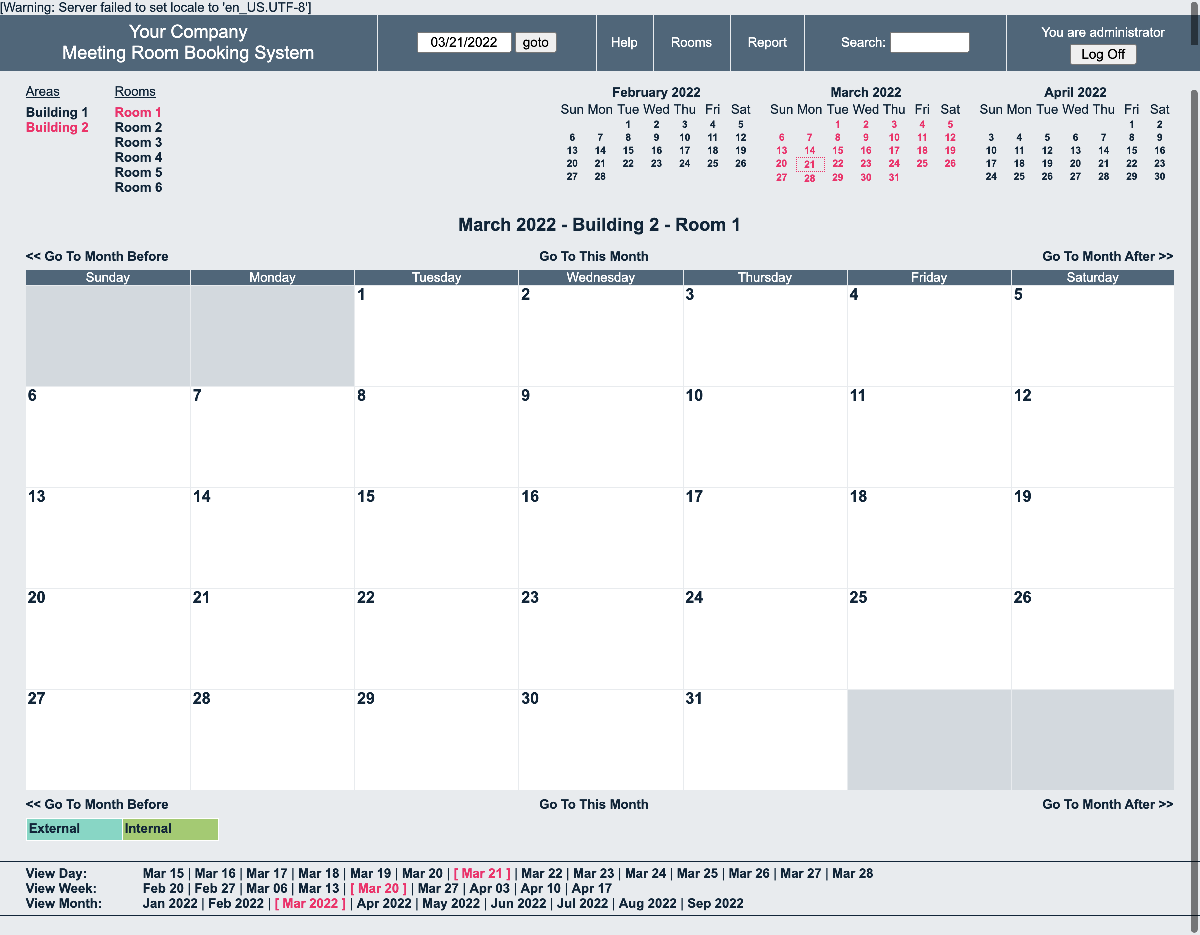 [Warning: Server failed to set locale to 'en_US.UTF-8']
Your Company
Meeting Room Booking System
03/21/2022 goto
Help
Rooms
Report
Search:
You are administrator
Log Off
Areas
Building 1
Building 2
Rooms
Room 1
Room 2
Room 3
Room 4
Room 5
Room 6
February 2022
Sun Mon Tue Wed Thu Fri Sat
1 2 3 4 5
6 7 8 9 10 11 12
13 14 15 16 17 18 19
20 21 22 23 24 25 26
27 28
March 2022
Sun Mon Tue Wed Thu Fri Sat
1 2 3 4 5
6 7 8 9 10 11 12
13 14 15 16 17 18 19
20 21 22 23 24 25 26
27 28 29 30 31
April 2022
Sun Mon Tue Wed Thu Fri Sat
1 2
3 4 5 6 7 8 9
10 11 12 13 14 15 16
17 18 19 20 21 22 23
24 25 26 27 28 29 30
March 2022 - Building 2 - Room 1
<< Go To Month Before Go To This Month Go To Month After >>
Sunday Monday Tuesday Wednesday Thursday Friday Saturday
1 2 3 4 5
6 7 8 9 10 11 12
13 14 15 16 17 18 19
20 21 22 23 24 25 26
27 28 29 30 31
<< Go To Month Before Go To This Month Go To Month After >>
External Internal
View Day: Mar 15 | Mar 16 | Mar 17 | Mar 18 | Mar 19 | Mar 20 | [ Mar 21 ] | Mar 22 | Mar 23 | Mar 24 | Mar 25 | Mar 26 | Mar 27 | Mar 28
View Week: Feb 20 | Feb 27 | Mar 06 | Mar 13 | [ Mar 20 ] | Mar 27 | Apr 03 | Apr 10 | Apr 17
View Month: Jan 2022 | Feb 2022 | [ Mar 2022 ] | Apr 2022 | May 2022 | Jun 2022 | Jul 2022 | Aug 2022 | Sep 2022